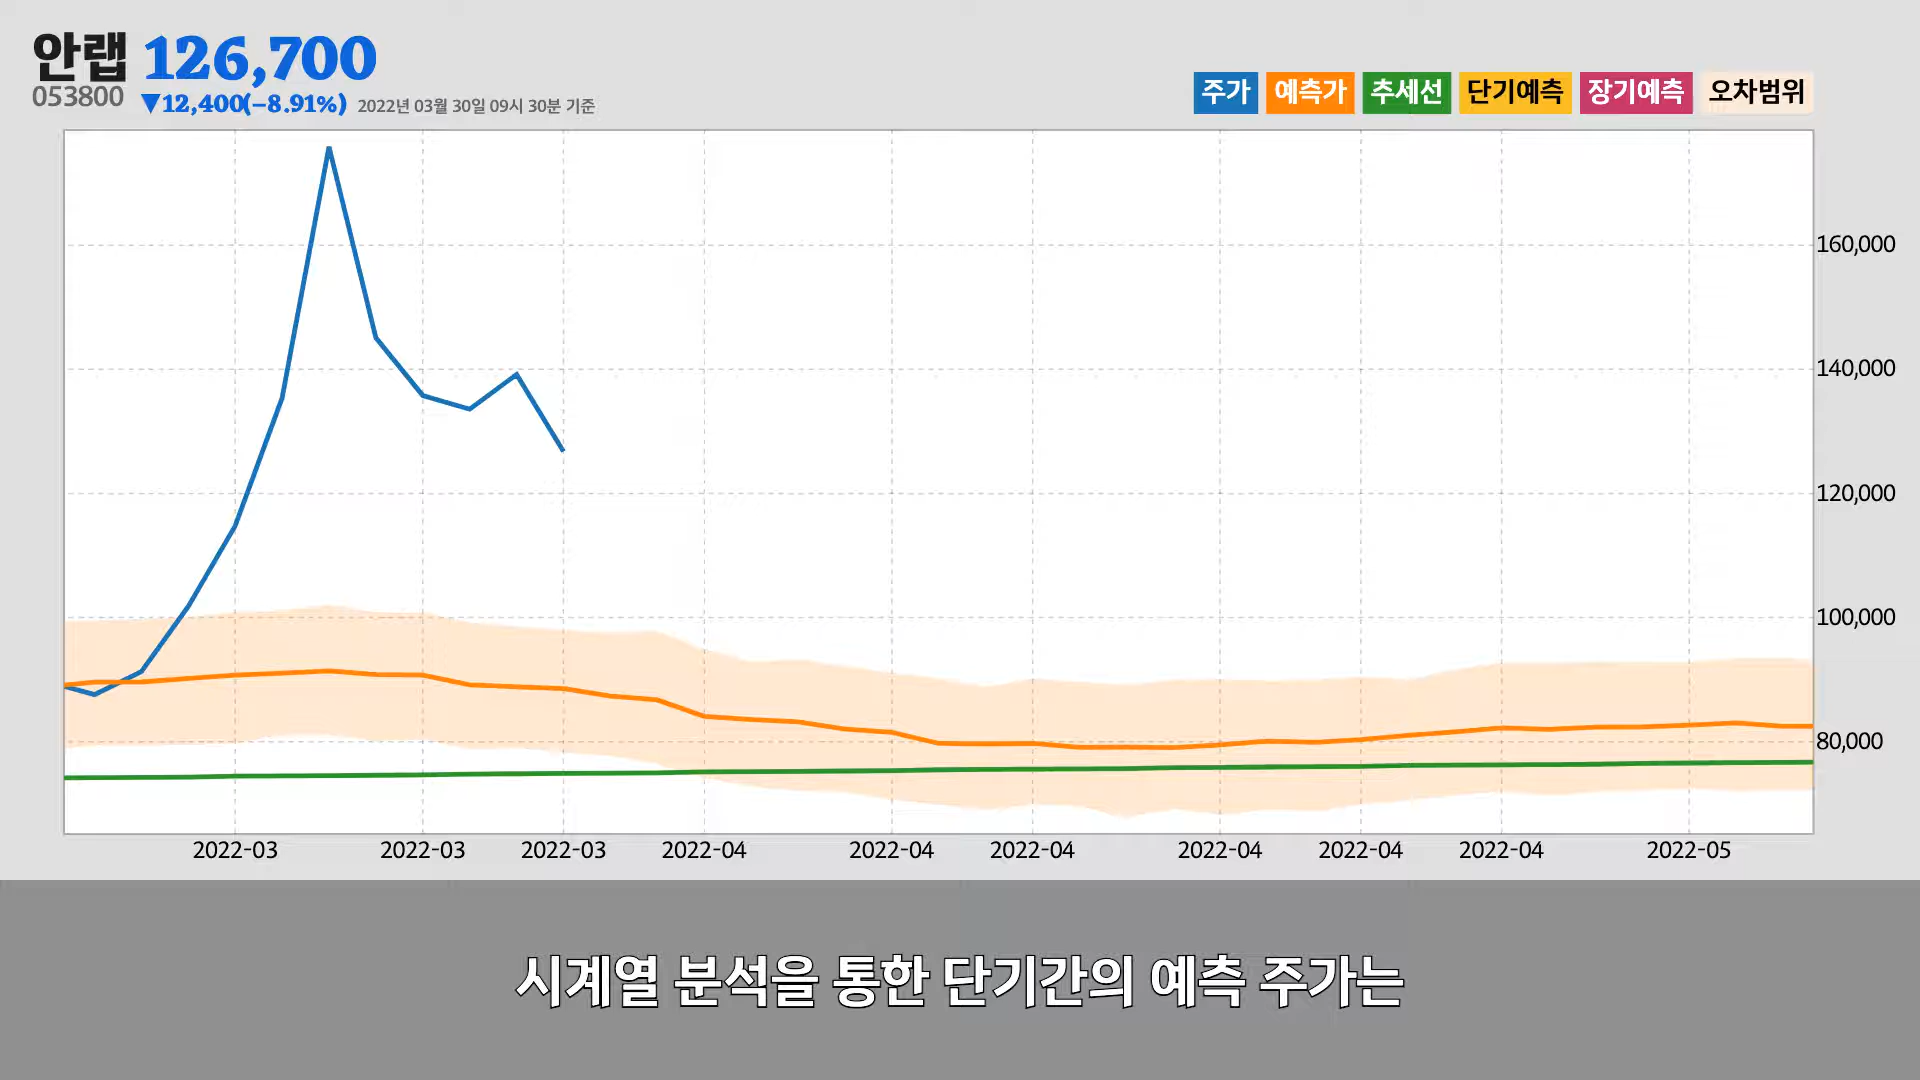 안랩 126,700
053800 ▼12,400(−8.91%) 2022년 03월 30일 09시 30분 기준
주가 예측가 추세선 단기예측 장기예측 오차범위
160,000
140,000
120,000
100,000
80,000
2022-03 2022-03 2022-03 2022-04 2022-04 2022-04 2022-04 2022-04 2022-04 2022-05
시계열 분석을 통한 단기간의 예측 주가는